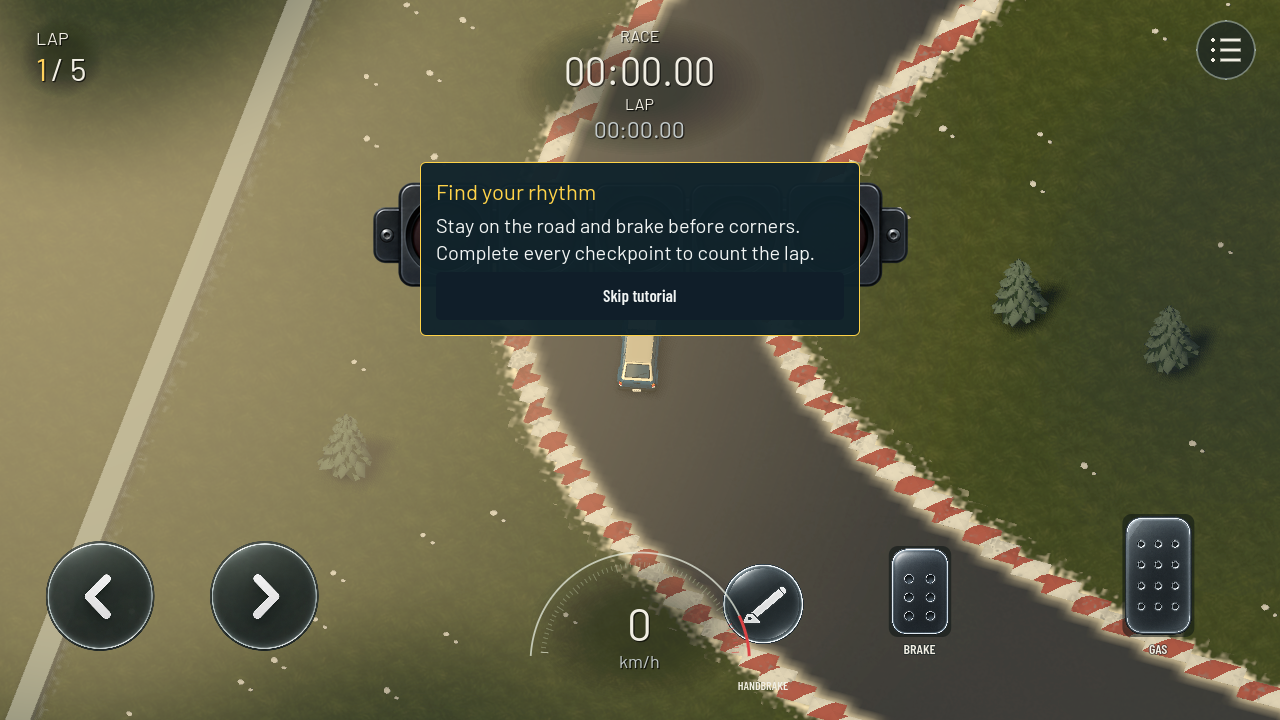 LAP
1 / 5
RACE
00:00.00
LAP
00:00.00
Find your rhythm
Stay on the road and brake before corners.
Complete every checkpoint to count the lap.
Skip tutorial
0
km/h
HANDBRAKE
BRAKE
GAS